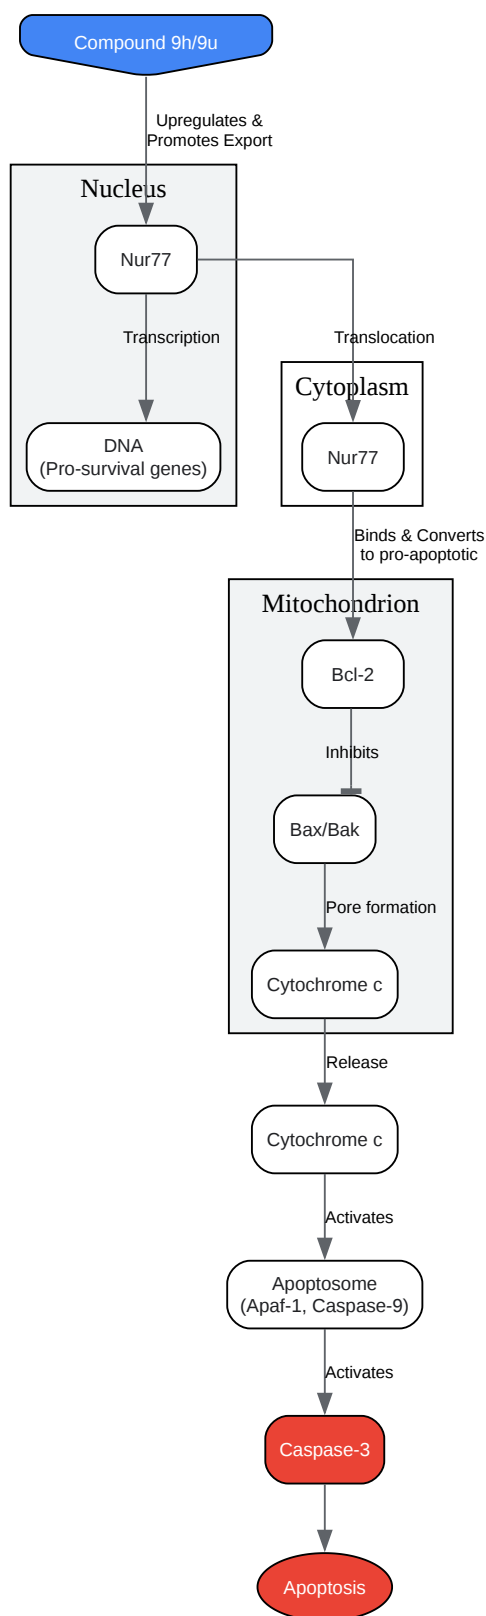 Compound 9h/9u
Upregulates &
Promotes Export
Nucleus
Nur77
Transcription
Translocation
Cytoplasm
DNA
(Pro-survival genes)
Nur77
Binds & Converts
to pro-apoptotic
Mitochondrion
Bcl-2
Inhibits
Bax/Bak
Pore formation
Cytochrome c
Release
Cytochrome c
Activates
Apoptosome
(Apaf-1, Caspase-9)
Activates
Caspase-3
Apoptosis